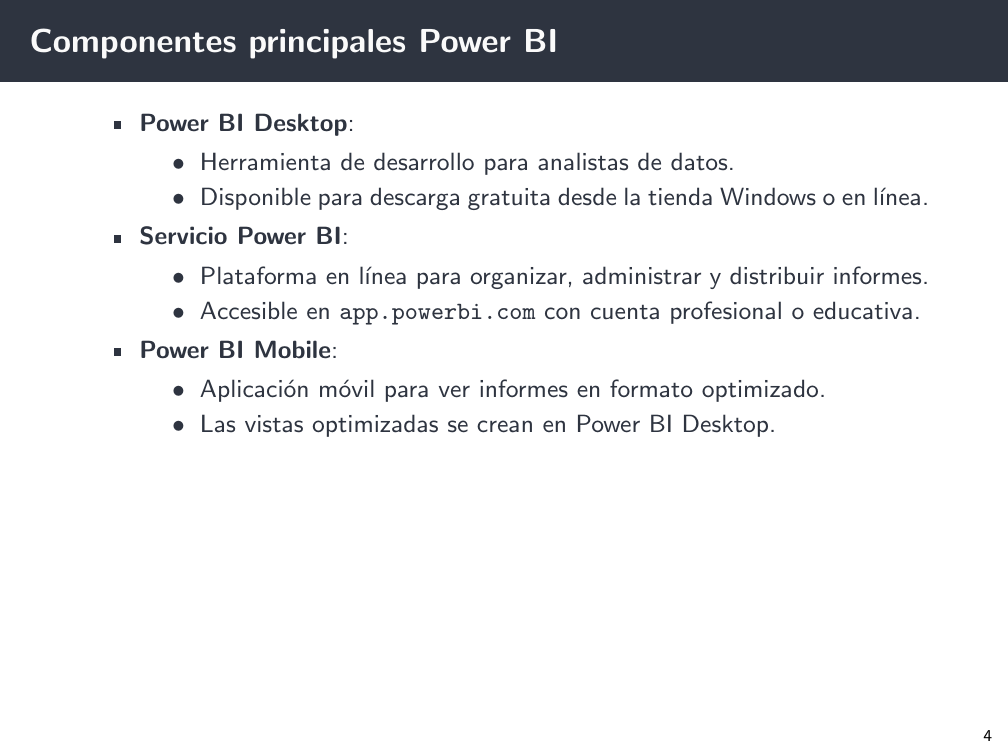 Componentes principales Power BI
▪ Power BI Desktop:
• Herramienta de desarrollo para analistas de datos.
• Disponible para descarga gratuita desde la tienda Windows o en línea.
▪ Servicio Power BI:
• Plataforma en línea para organizar, administrar y distribuir informes.
• Accesible en app.powerbi.com con cuenta profesional o educativa.
▪ Power BI Mobile:
• Aplicación móvil para ver informes en formato optimizado.
• Las vistas optimizadas se crean en Power BI Desktop.
4